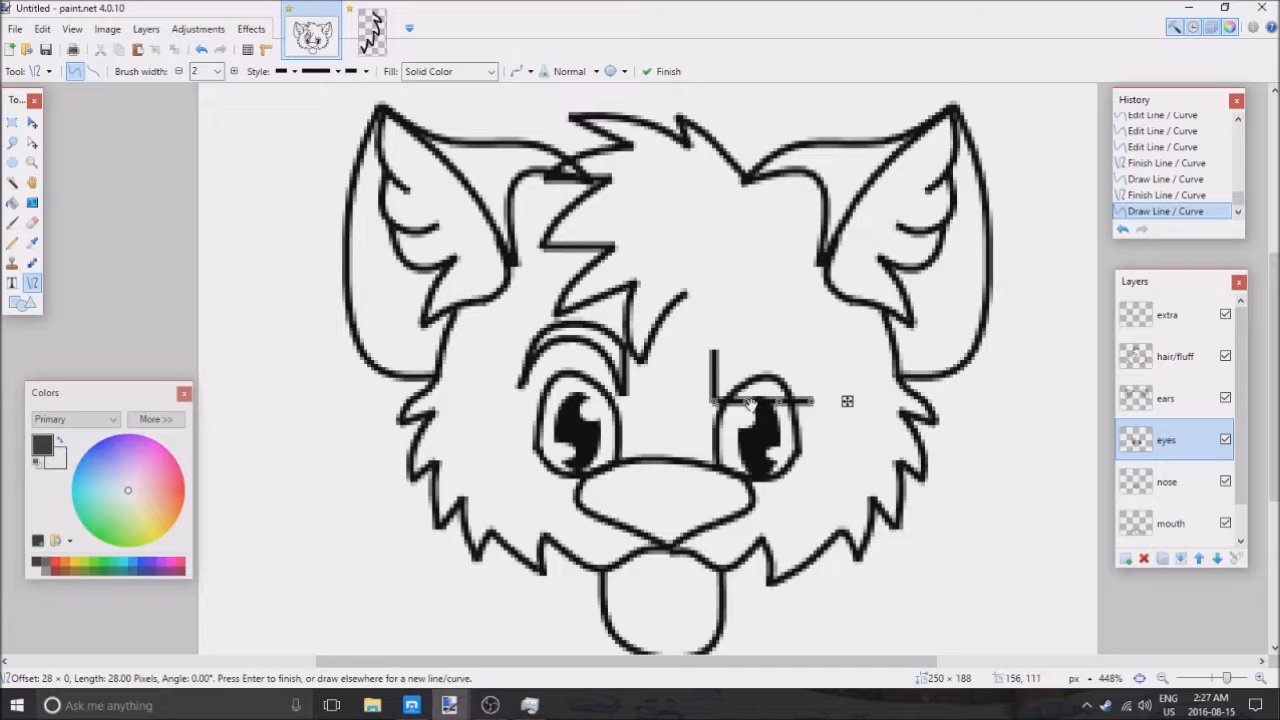 Untitled - paint.net 4.0.10
File Edit View Image Layers Adjustments Effects
Tool: Brush width: 2 Style: Fill: Solid Color Normal Finish
To...
History
Edit Line / Curve
Edit Line / Curve
Edit Line / Curve
Finish Line / Curve
Draw Line / Curve
Finish Line / Curve
Draw Line / Curve
Layers
extra
hair/fluff
ears
eyes
nose
mouth
Colors
Primary More >>
Offset: 28 × 0, Length: 28.00 Pixels, Angle: 0.00°. Press Enter to finish, or draw elsewhere for a new line/curve. 250 × 188 156, 111 px 448%
Ask me anything
ENG 2:27 AM
US 2016-08-15